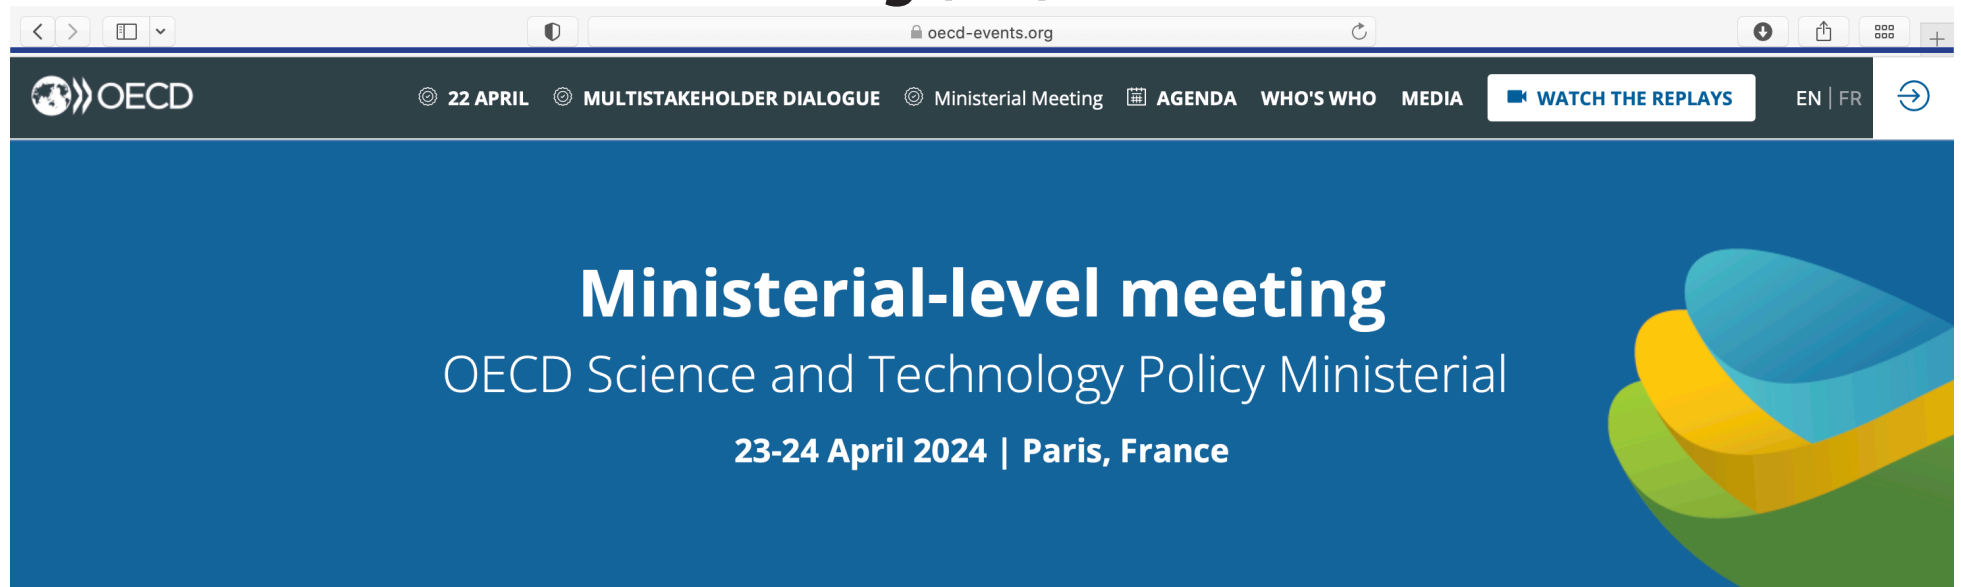 oecd-events.org
OECD 22 APRIL MULTISTAKEHOLDER DIALOGUE Ministerial Meeting AGENDA WHO'S WHO MEDIA WATCH THE REPLAYS EN | FR
Ministerial-level meeting
OECD Science and Technology Policy Ministerial
23-24 April 2024 | Paris, France